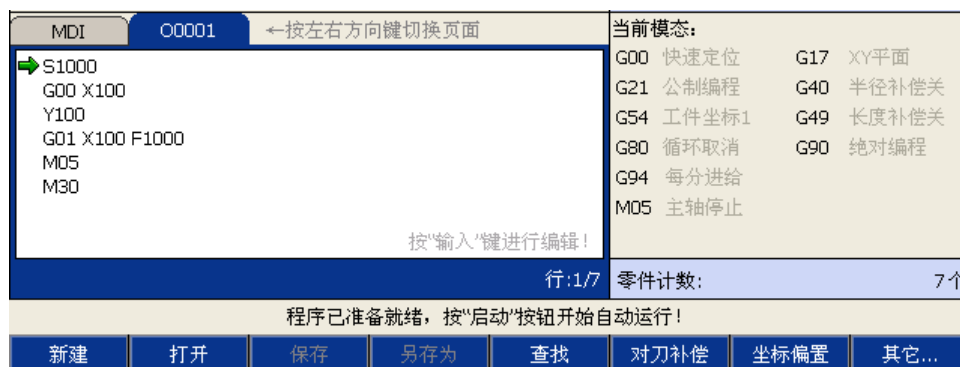 MDI O0001 ←按左右方向键切换页面
S1000
G00 X100
Y100
G01 X100 F1000
M05
M30
按"输入"键进行编辑!
行:1/7
当前模态:
G00 快速定位 G17 XY平面
G21 公制编程 G40 半径补偿关
G54 工件坐标1 G49 长度补偿关
G80 循环取消 G90 绝对编程
G94 每分进给
M05 主轴停止
零件计数: 7个
程序已准备就绪，按"启动"按钮开始自动运行!
新建 打开 保存 另存为 查找 对刀补偿 坐标偏置 其它...